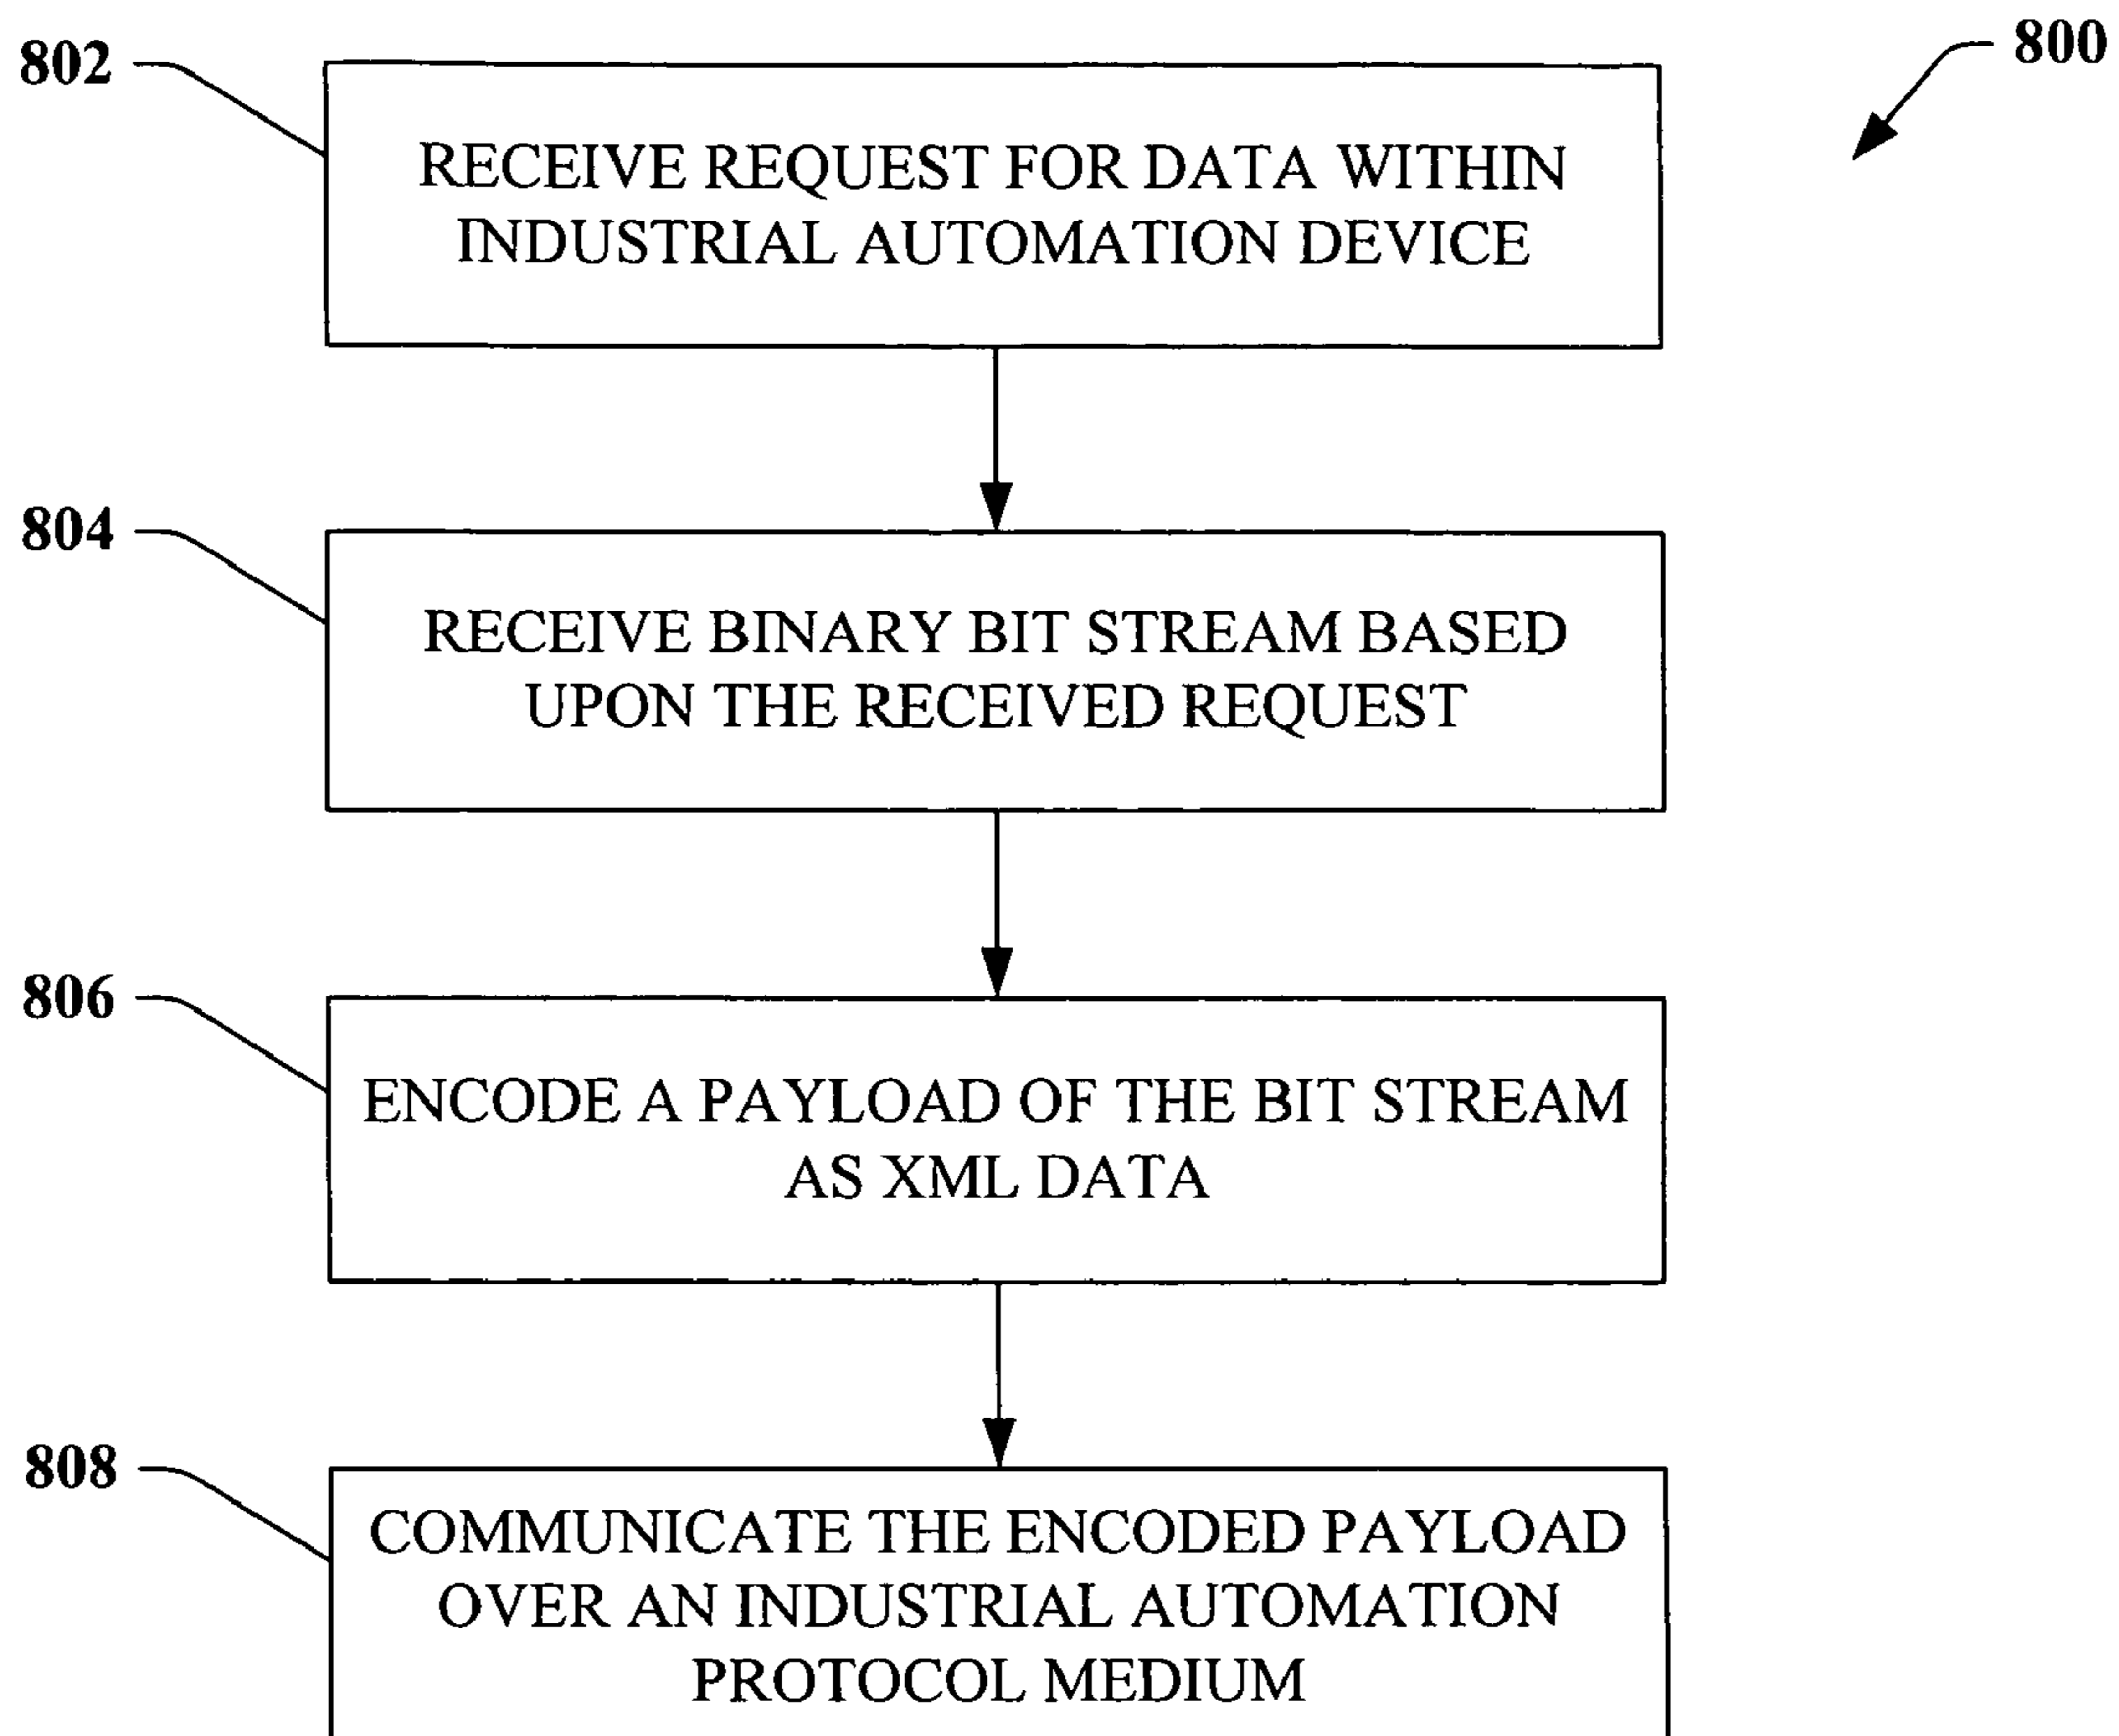 802
800
RECEIVE REQUEST FOR DATA WITHIN
INDUSTRIAL AUTOMATION DEVICE
804
RECEIVE BINARY BIT STREAM BASED
UPON THE RECEIVED REQUEST
806
ENCODE A PAYLOAD OF THE BIT STREAM
AS XML DATA
808
COMMUNICATE THE ENCODED PAYLOAD
OVER AN INDUSTRIAL AUTOMATION
PROTOCOL MEDIUM